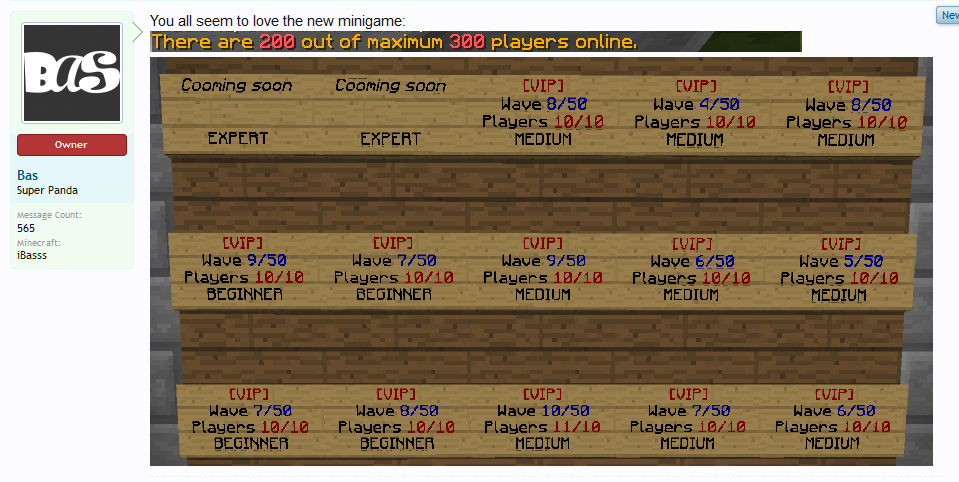 You all seem to love the new minigame:
New
There are 200 out of maximum 300 players online.
Bas
Owner
Bas
Super Panda
Message Count:
565
Minecraft:
iBasss
Cooming soon
EXPERT
Cooming soon
EXPERT
[VIP]
Wave 8/50
Players 10/10
MEDIUM
[VIP]
Wave 4/50
Players 10/10
MEDIUM
[VIP]
Wave 8/50
Players 10/10
MEDIUM
[VIP]
Wave 9/50
Players 10/10
BEGINNER
[VIP]
Wave 7/50
Players 10/10
BEGINNER
[VIP]
Wave 9/50
Players 10/10
MEDIUM
[VIP]
Wave 6/50
Players 10/10
MEDIUM
[VIP]
Wave 5/50
Players 10/10
MEDIUM
[VIP]
Wave 7/50
Players 10/10
BEGINNER
[VIP]
Wave 8/50
Players 10/10
BEGINNER
[VIP]
Wave 10/50
Players 11/10
MEDIUM
[VIP]
Wave 7/50
Players 10/10
MEDIUM
[VIP]
Wave 6/50
Players 10/10
MEDIUM